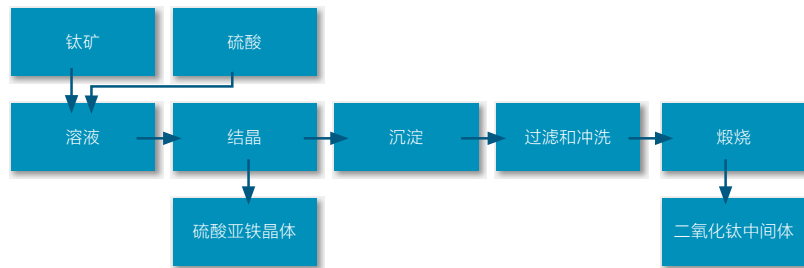 钛矿
硫酸
溶液
结晶
沉淀
过滤和冲洗
煅烧
硫酸亚铁晶体
二氧化钛中间体